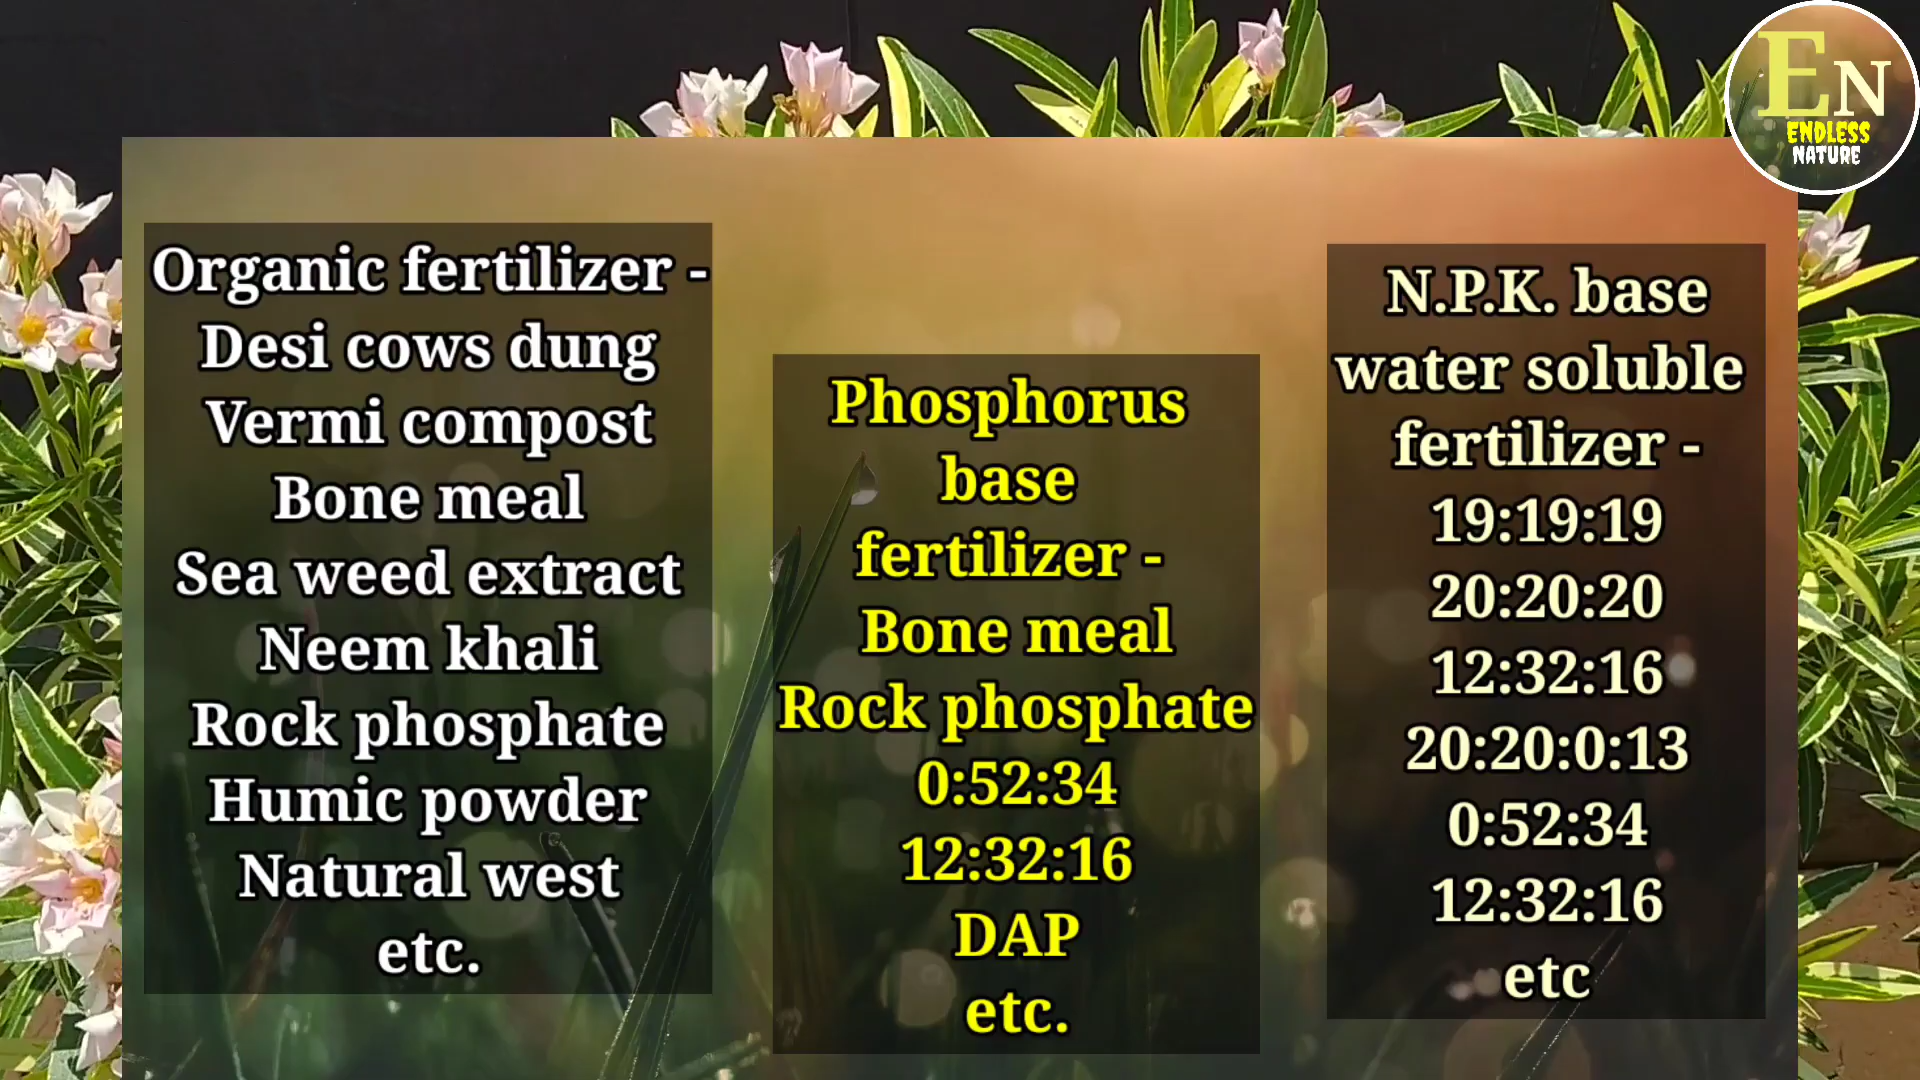 EN
ENDLESS
NATURE
Organic fertilizer -
Desi cows dung
Vermi compost
Bone meal
Sea weed extract
Neem khali
Rock phosphate
Humic powder
Natural west
etc.
Phosphorus
base
fertilizer -
Bone meal
Rock phosphate
0:52:34
12:32:16
DAP
etc.
N.P.K. base
water soluble
fertilizer -
19:19:19
20:20:20
12:32:16
20:20:0:13
0:52:34
12:32:16
etc